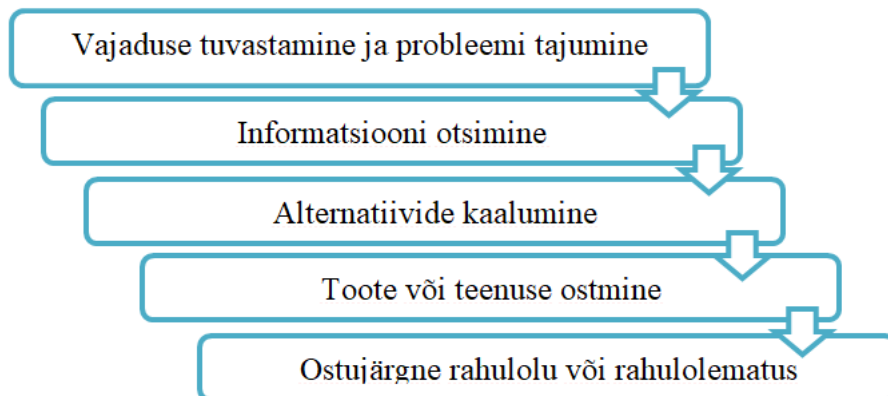 Vajaduse tuvastamine ja probleemi tajumine
Informatsiooni otsimine
Alternatiivide kaalumine
Toote või teenuse ostmine
Ostujärgne rahulolu või rahulolematus